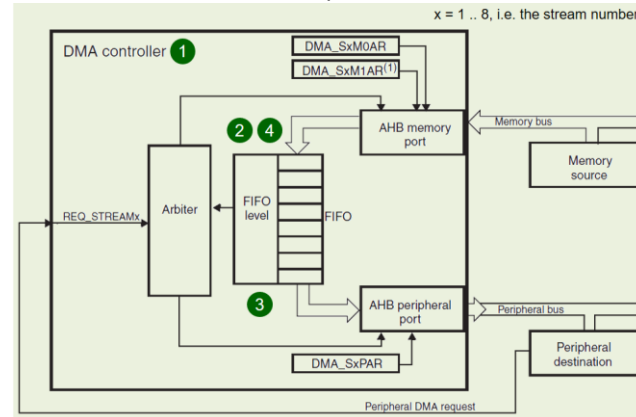 x = 1 .. 8, i.e. the stream number
DMA controller 1
DMA_SxM0AR
DMA_SxM1AR(1)
2 4
AHB memory
port
Memory bus
Memory
source
REQ_STREAMx
Arbiter
FIFO
level
FIFO
3
AHB peripheral
port
Peripheral bus
Peripheral
destination
DMA_SxPAR
Peripheral DMA request